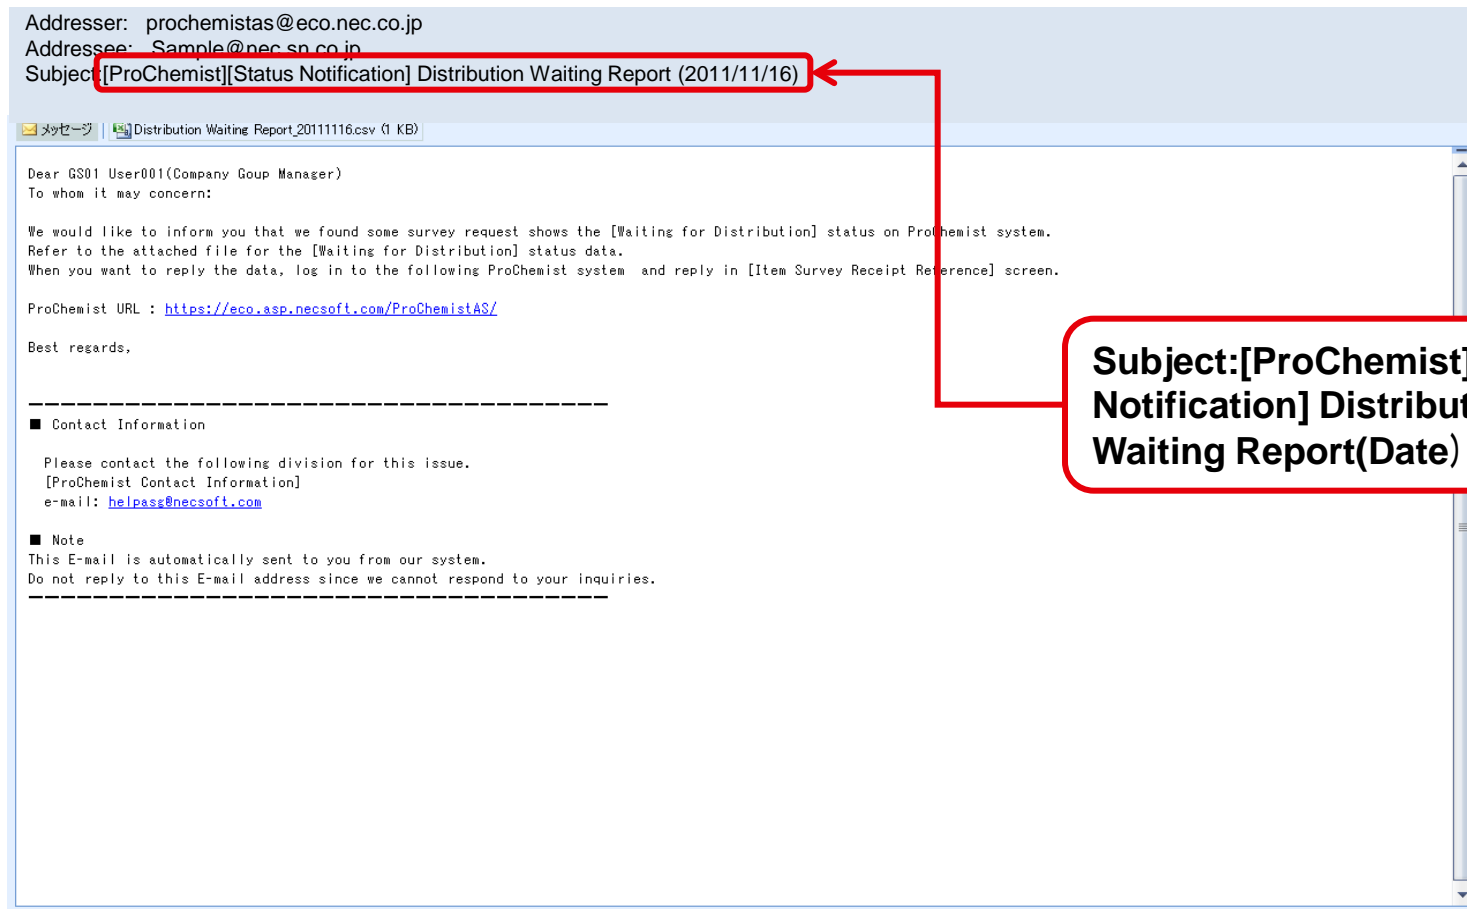 Addresser: prochemistas@eco.nec.co.jp
Addressee: Sample@nec.sn.co.jp
Subject:[ProChemist][Status Notification] Distribution Waiting Report (2011/11/16)
メッセージ Distribution Waiting Report_20111116.csv (1 KB)
Dear GS01 User001(Company Goup Manager)
To whom it may concern:
We would like to inform you that we found some survey request shows the [Waiting for Distribution] status on ProChemist system.
Refer to the attached file for the [Waiting for Distribution] status data.
When you want to reply the data, log in to the following ProChemist system and reply in [Item Survey Receipt Reference] screen.
ProChemist URL : https://eco.asp.necsoft.com/ProChemistAS/
Best regards,
■ Contact Information
Please contact the following division for this issue.
[ProChemist Contact Information]
e-mail: helpasg@necsoft.com
■ Note
This E-mail is automatically sent to you from our system.
Do not reply to this E-mail address since we cannot respond to your inquiries.
Subject:[ProChemist]
Notification] Distribut
Waiting Report(Date）